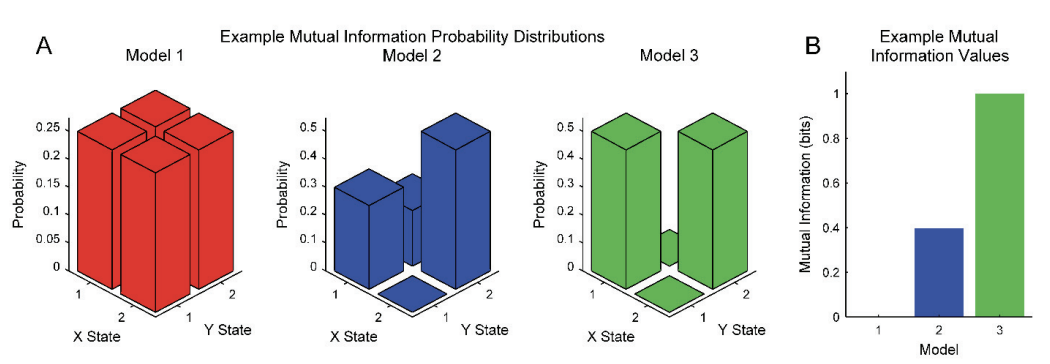 A
Example Mutual Information Probability Distributions
Model 1
Model 2
Model 3
Probability
0.25
0.2
0.15
0.1
0.05
0
1
2
X State
1
2
Y State
Probability
0.5
0.4
0.3
0.2
0.1
0
1
2
X State
1
2
Y State
Probability
0.5
0.4
0.3
0.2
0.1
0
1
2
X State
1
2
Y State
B
Example Mutual
Information Values
Mutual Information (bits)
1
0.8
0.6
0.4
0.2
0
1
2
3
Model